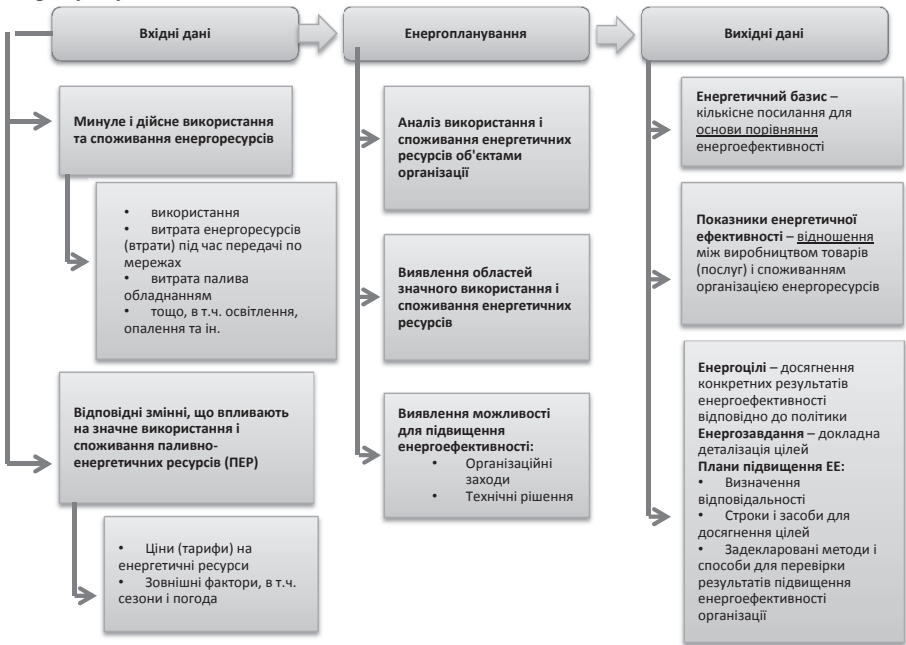 Вхідні дані
Минуле і дійсне використання
та споживання енергоресурсів
• використання
• витрата енергоресурсів
(втрати) під час передачі по
мережах
• витрата палива
обладнанням
• тощо, в т.ч. освітлення,
опалення та ін.
Відповідні змінні, що впливають
на значне використання і
споживання паливно-
енергетичних ресурсів (ПЕР)
• Ціни (тарифи) на
енергетичні ресурси
• Зовнішні фактори, в т.ч.
сезони і погода
Енергопланування
Аналіз використання і
споживання енергетичних
ресурсів об'єктами
організації
Виявлення областей
значного використання і
споживання енергетичних
ресурсів
Виявлення можливості
для підвищення
енергоефективності:
• Організаційні
заходи
• Технічні рішення
Вихідні дані
Енергетичний базис –
кількісне посилання для
основи порівняння
енергоефективності
Показники енергетичної
ефективності – відношення
між виробництвом товарів
(послуг) і споживанням
організацією енергоресурсів
Енергоцілі – досягнення
конкретних результатів
енергоефективності
відповідно до політики
Енергозавдання – докладна
деталізація цілей
Плани підвищення ЕЕ:
• Визначення
відповідальності
• Строки і засоби для
досягнення цілей
• Задекларовані методи і
способи для перевірки
результатів підвищення
енергоефективності
організації